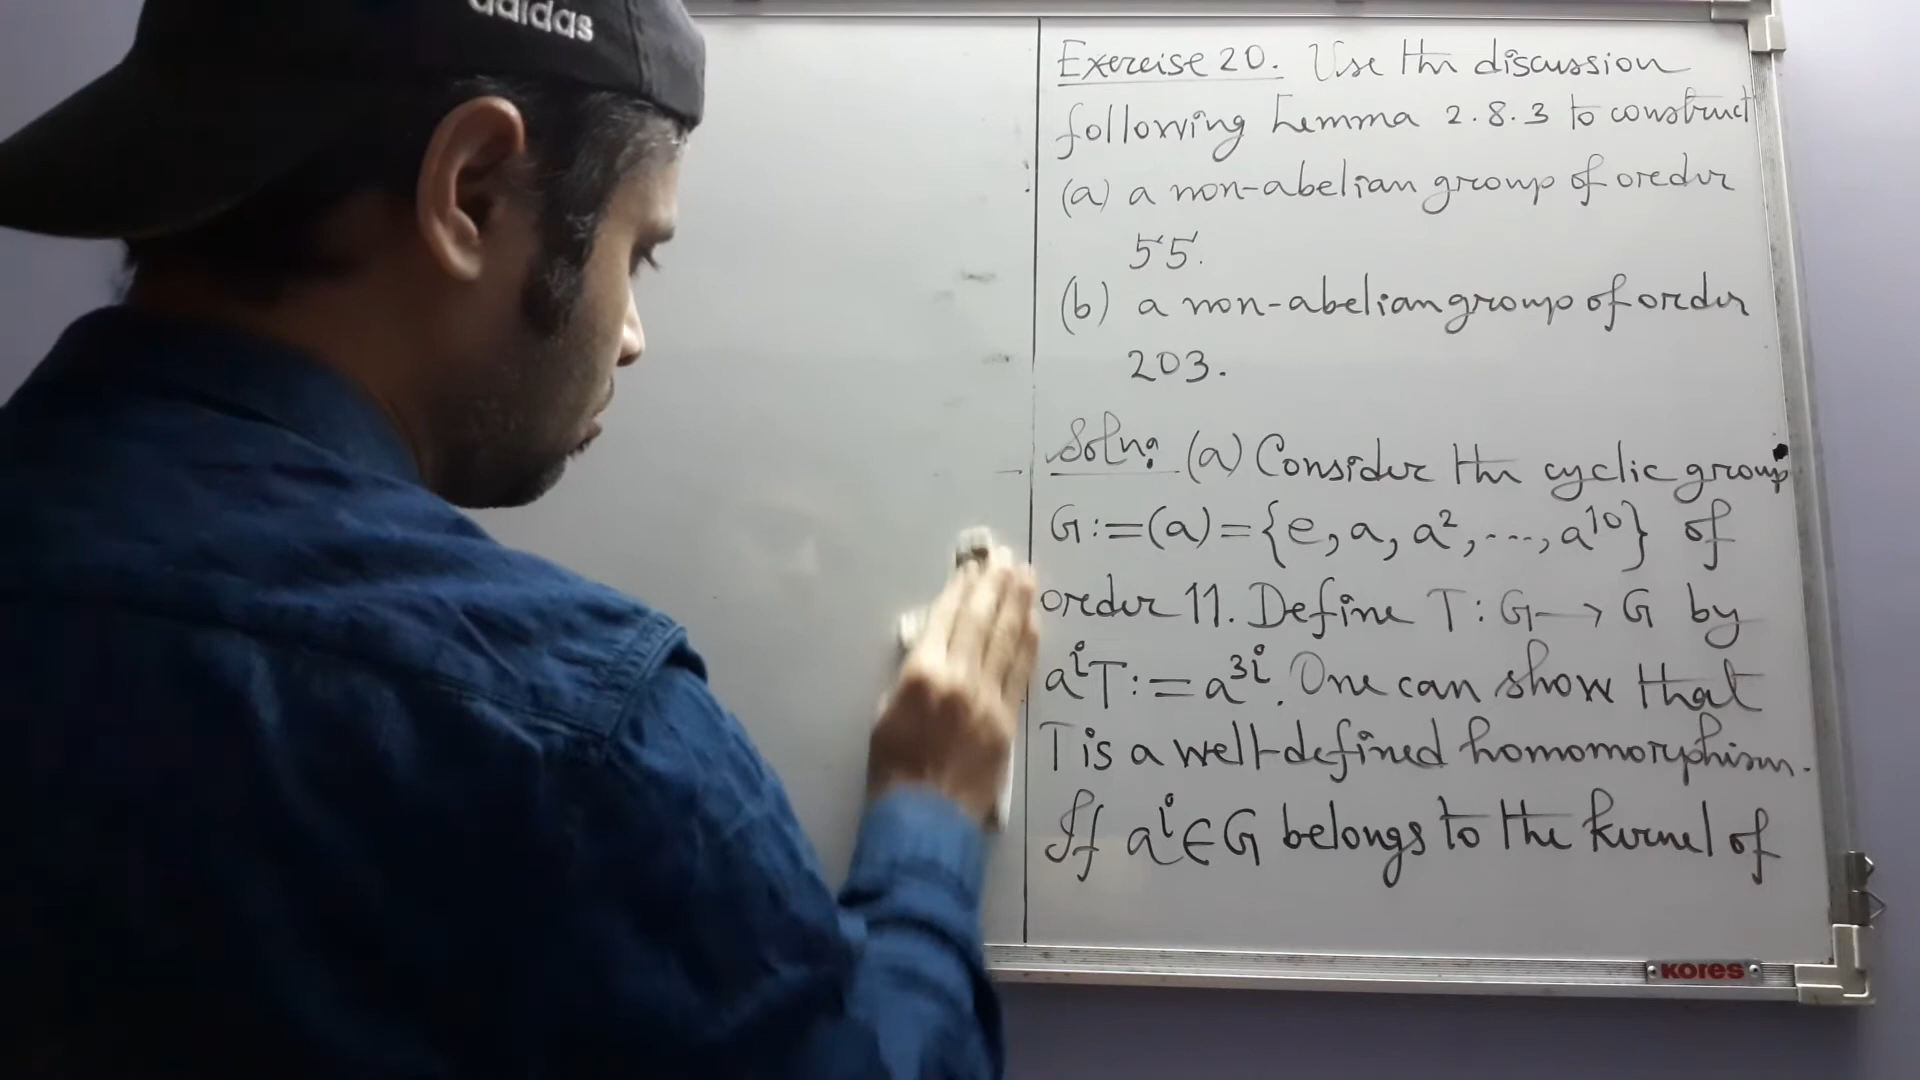 adidas
Exercise 20. Use the discussion
following Lemma 2.8.3 to construct
(a) a non-abelian group of order
55.
(b) a non-abelian group of order
203.
Soln: (a) Consider the cyclic group
G:=(a)={e, a, a², ..., a¹⁰} of
order 11. Define T: G→G by
aⁱT:=a³ⁱ. One can show that
T is a well-defined homomorphism.
If aⁱ∈G belongs to the kernel of
KORES